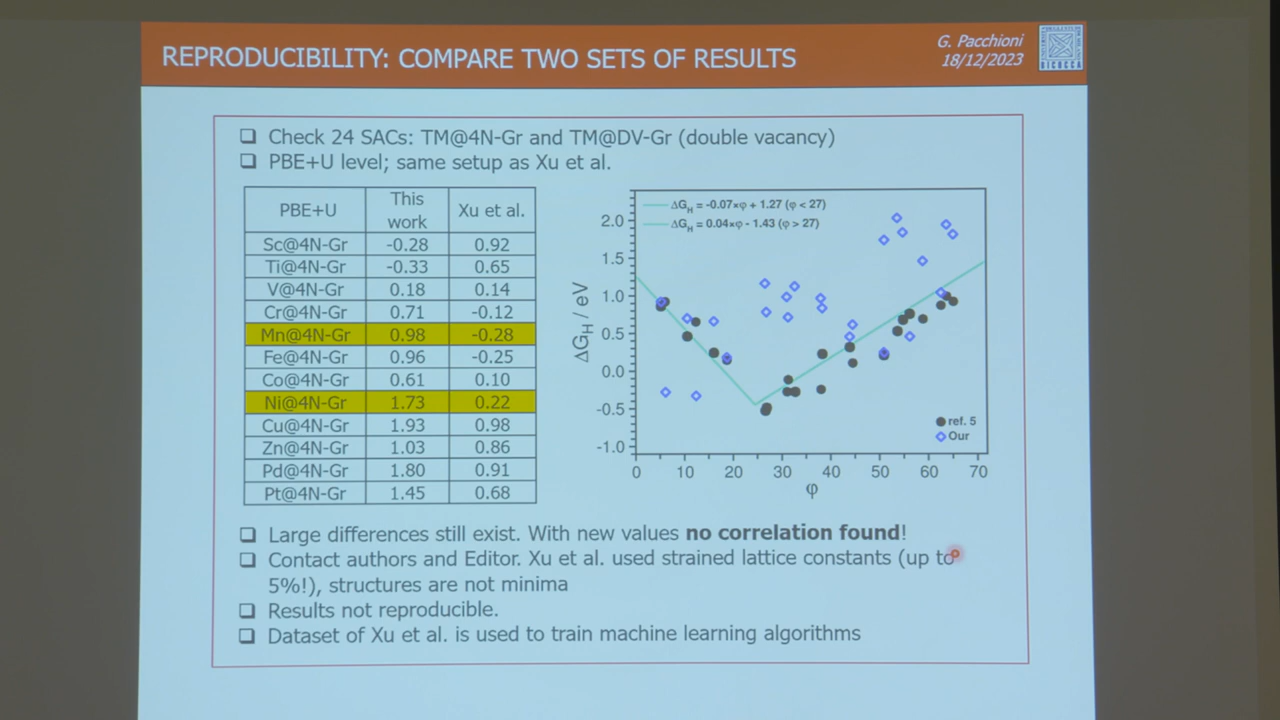 REPRODUCIBILITY: COMPARE TWO SETS OF RESULTS
G. Pacchioni
18/12/2023
BICOCCA
❑ Check 24 SACs: TM@4N-Gr and TM@DV-Gr (double vacancy)
❑ PBE+U level; same setup as Xu et al.
PBE+U This work Xu et al.
Sc@4N-Gr -0.28 0.92
Ti@4N-Gr -0.33 0.65
V@4N-Gr 0.18 0.14
Cr@4N-Gr 0.71 -0.12
Mn@4N-Gr 0.98 -0.28
Fe@4N-Gr 0.96 -0.25
Co@4N-Gr 0.61 0.10
Ni@4N-Gr 1.73 0.22
Cu@4N-Gr 1.93 0.98
Zn@4N-Gr 1.03 0.86
Pd@4N-Gr 1.80 0.91
Pt@4N-Gr 1.45 0.68
ΔG_H = -0.07×φ + 1.27 (φ < 27)
ΔG_H = 0.04×φ - 1.43 (φ > 27)
ΔG_H / eV
2.0
1.5
1.0
0.5
0.0
-0.5
-1.0
ref. 5
Our
0 10 20 30 40 50 60 70
φ
❑ Large differences still exist. With new values no correlation found!
❑ Contact authors and Editor. Xu et al. used strained lattice constants (up to
5%!), structures are not minima
❑ Results not reproducible.
❑ Dataset of Xu et al. is used to train machine learning algorithms